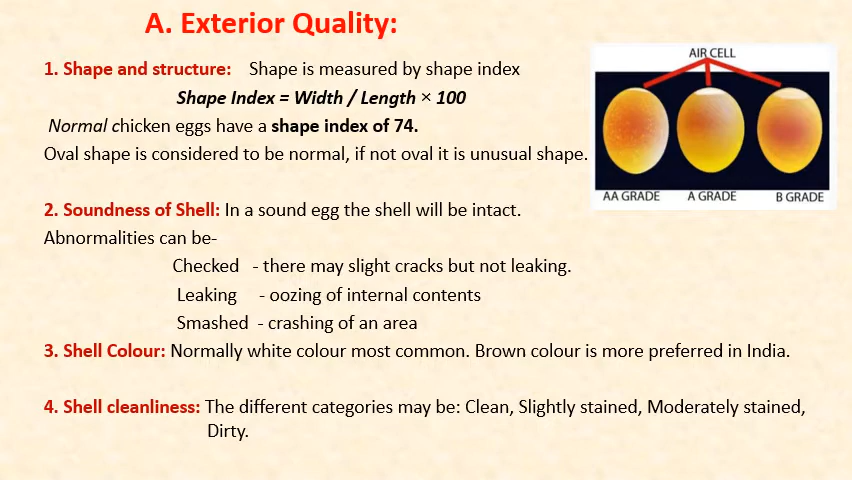 A. Exterior Quality:
1. Shape and structure: Shape is measured by shape index
Shape Index = Width / Length × 100
Normal chicken eggs have a shape index of 74.
Oval shape is considered to be normal, if not oval it is unusual shape.
AIR CELL
AA GRADE A GRADE B GRADE
2. Soundness of Shell: In a sound egg the shell will be intact.
Abnormalities can be-
Checked - there may slight cracks but not leaking.
Leaking - oozing of internal contents
Smashed - crashing of an area
3. Shell Colour: Normally white colour most common. Brown colour is more preferred in India.
4. Shell cleanliness: The different categories may be: Clean, Slightly stained, Moderately stained,
Dirty.